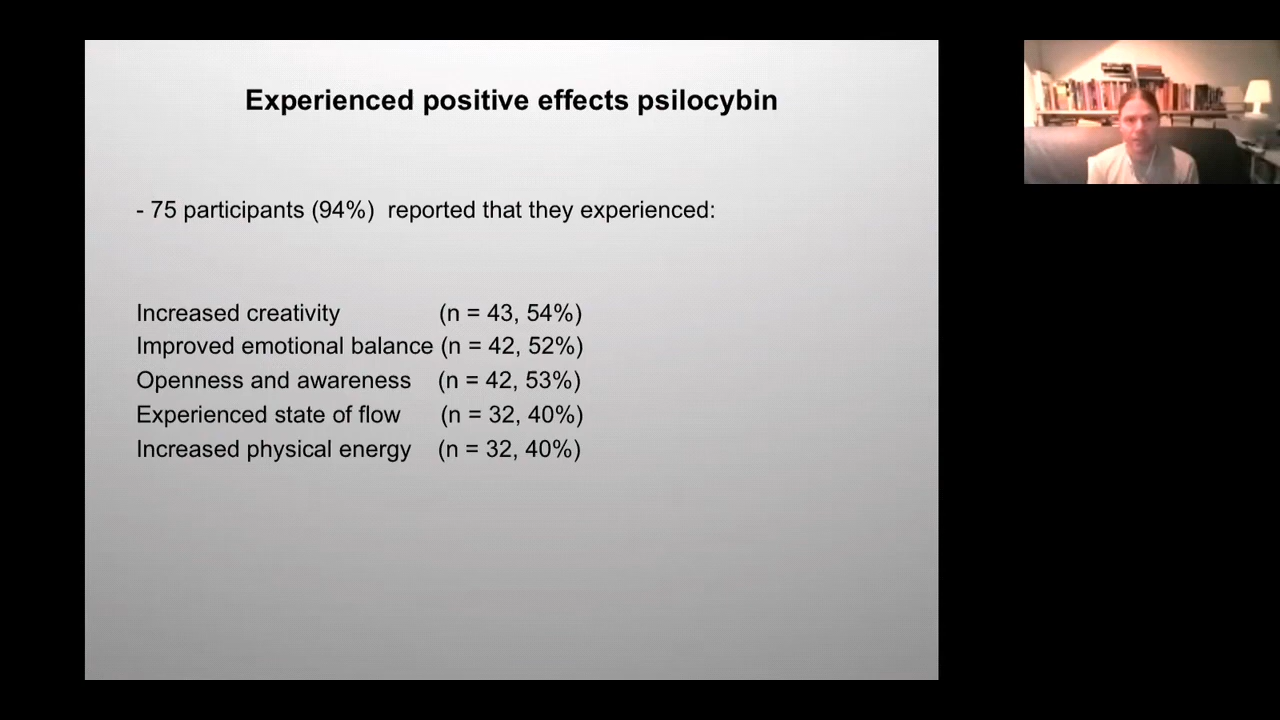 Experienced positive effects psilocybin
- 75 participants (94%) reported that they experienced:
Increased creativity (n = 43, 54%)
Improved emotional balance (n = 42, 52%)
Openness and awareness (n = 42, 53%)
Experienced state of flow (n = 32, 40%)
Increased physical energy (n = 32, 40%)